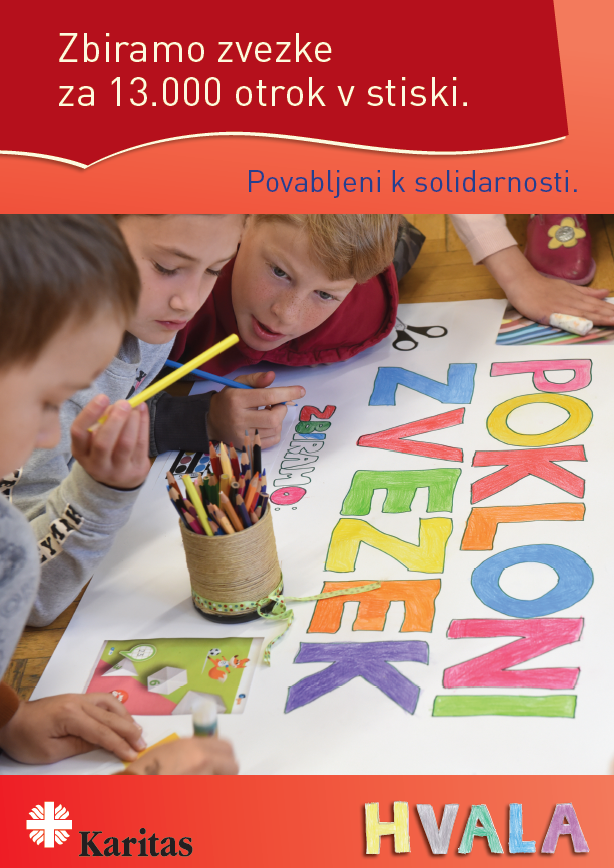 Zbiramo zvezke
za 13.000 otrok v stiski.
Povabljeni k solidarnosti.
POKLONI
ZVEZEK
ZBIRAMO:
Karitas
HVALA